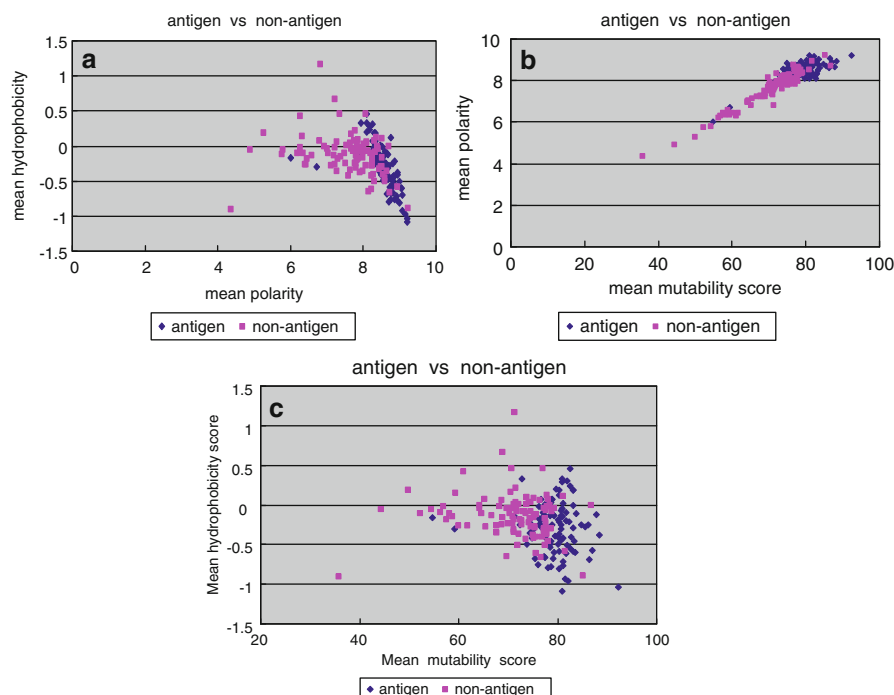 antigen vs non-antigen
a
mean hydrophobicity
1.5
1
0.5
0
-0.5
-1
-1.5
0 2 4 6 8 10
mean polarity
antigen non-antigen
antigen vs non-antigen
b
mean polarity
10
8
6
4
2
0
0 20 40 60 80 100
mean mutability score
antigen non-antigen
antigen vs non-antigen
c
Mean hydrophobicity score
1.5
1
0.5
0
-0.5
-1
-1.5
20 40 60 80 100
Mean mutability score
antigen non-antigen